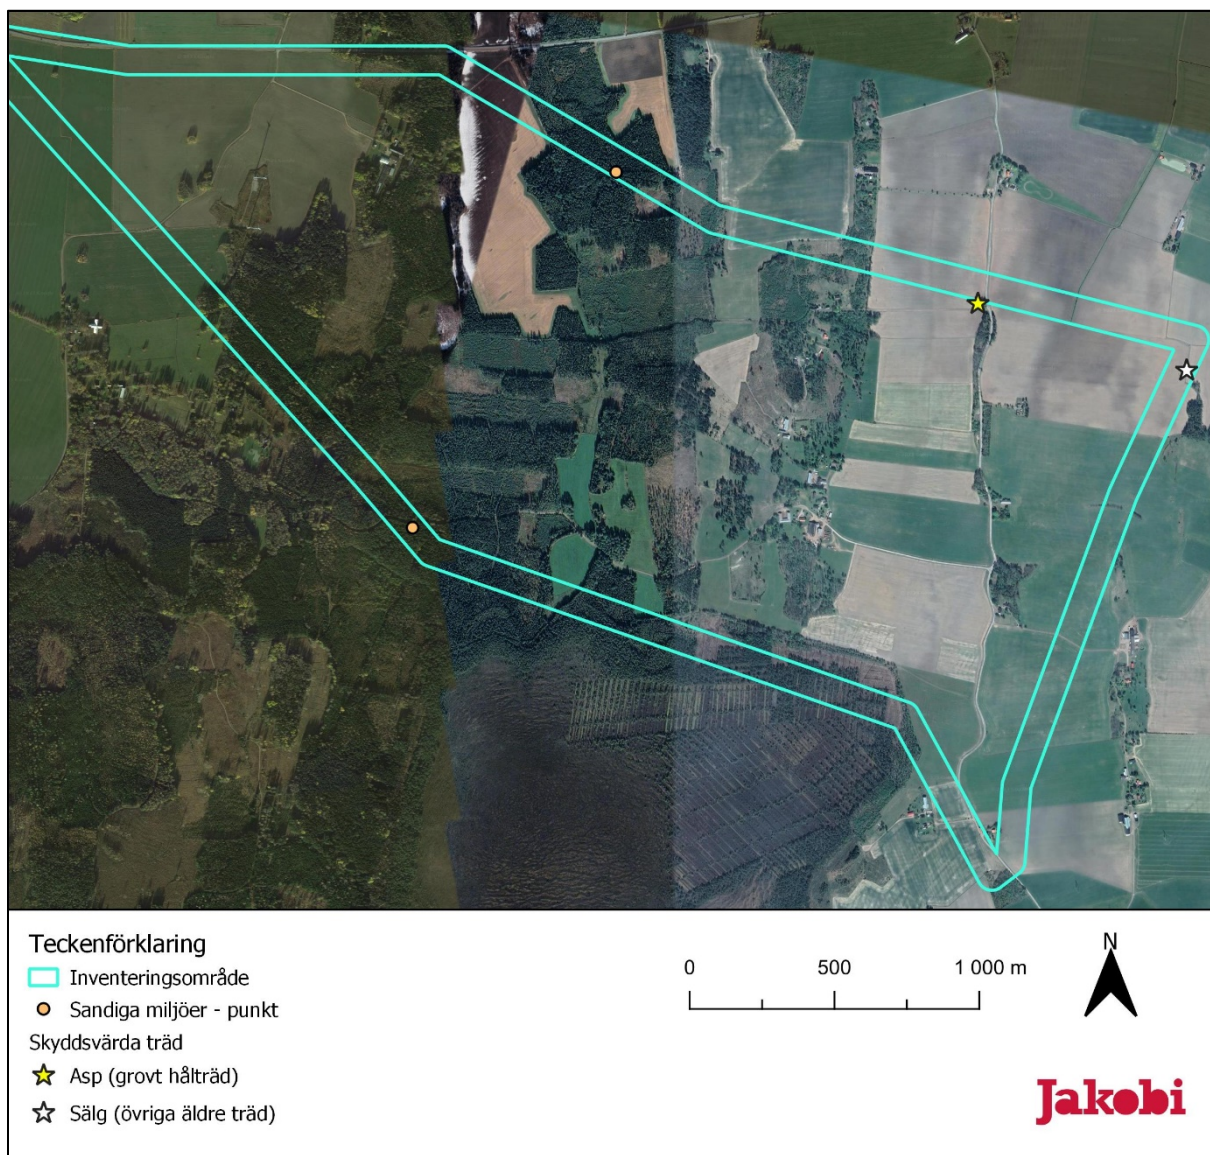 Teckenförklaring
Inventeringsområde
Sandiga miljöer - punkt
Skyddsvärda träd
Asp (grovt hålträd)
Sälg (övriga äldre träd)
0 500 1 000 m
N
Jakobi